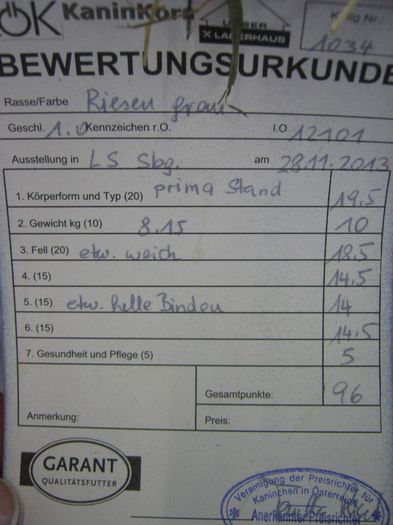 ÖK KaninKorn LAGERHAUS
Käfig Nr.:
1034
BEWERTUNGSURKUNDE
Rasse/Farbe Riesen grau
Geschl. 1.0 Kennzeichen r.O. l.O 12101
Ausstellung in LS Sbg. am 28.11.2013
1. Körperform und Typ (20) prima Stand 19,5
2. Gewicht kg (10) 8.15 10
3. Fell (20) etw. weich 18,5
4. (15) 14.5
5. (15) etw. helle Binden 14
6. (15) 14.5
7. Gesundheit und Pflege (5) 5
Gesamtpunkte: 96
Anmerkung: Preis:
GARANT
QUALITÄTSFUTTER
Vereinigung der Preisrichter für
Kaninchen in Österreich
Anerkannter Preisrichter